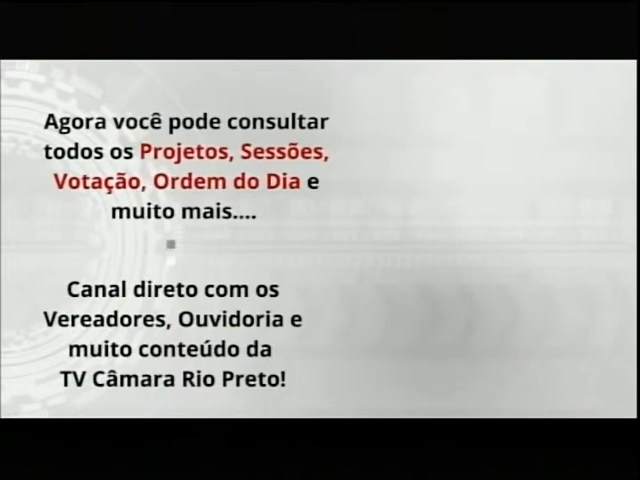 Agora você pode consultar
todos os Projetos, Sessões,
Votação, Ordem do Dia e
muito mais....
Canal direto com os
Vereadores, Ouvidoria e
muito conteúdo da
TV Câmara Rio Preto!